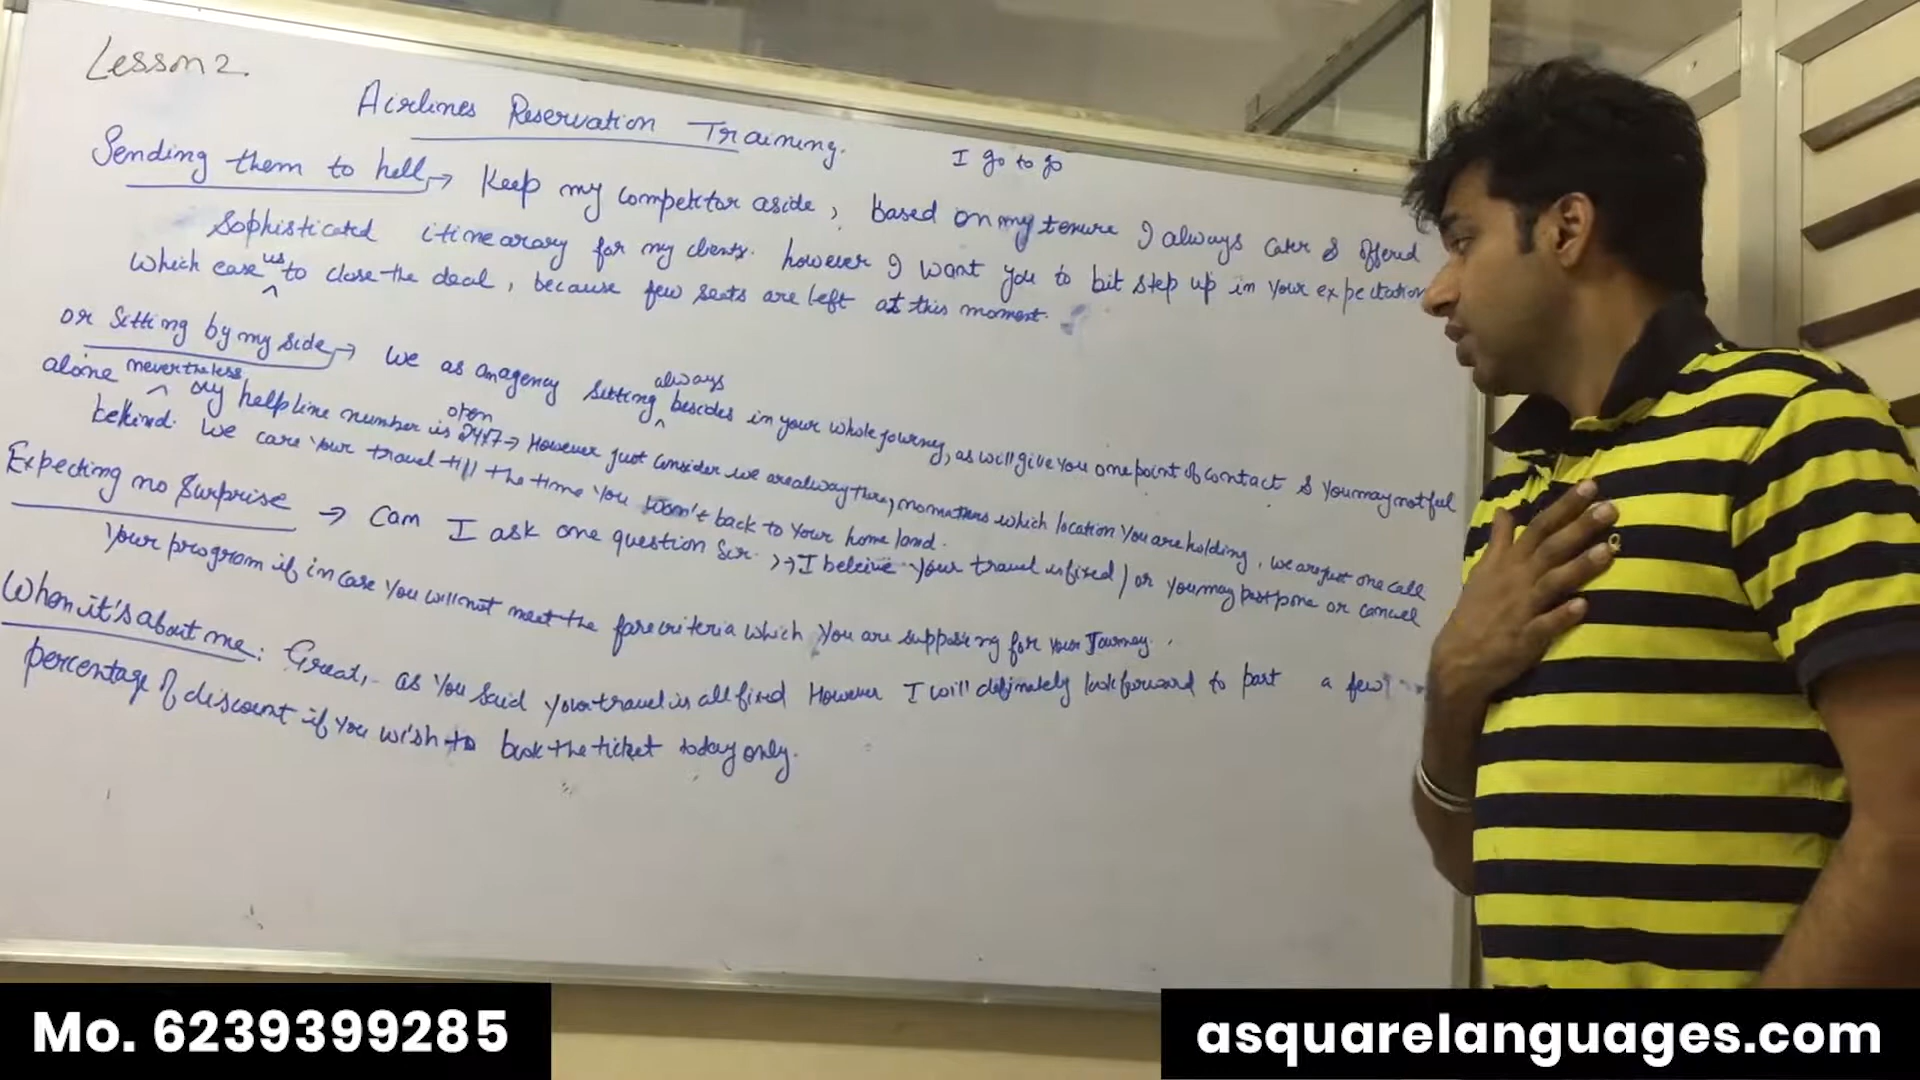 Lesson 2.
Airlines Reservation Training.
I go to go
Sending them to hell → Keep my competitor aside, based on my tenure I always cater & offered
sophisticated itinearary for my clients. however I want you to bit step up in your expectation
which ease us to close the deal, because few seats are left at this moment.
or Sitting by my side → We as an agency sitting always besides in your whole journey, as will give you one point of contact & you may not ful
alone nevertheless my helpline number is open 24x7 → However just consider we are alway there, no matters which location you are holding, we are just one call
behind. We care your travel till the time you won't back to your home land.
Expecting no Surprise → Can I ask one question Sir. >→ I beleive your travel is fixed / or you may postpone or cancel
your program if in case you will not meet the fare criteria which you are supposing for your Journey.
When it's about me: Great, as you said your travel is all fixed However I will definately look forward to part a few
percentage of discount if you wish to book the ticket today only.
Mo. 6239399285
asquarelanguages.com